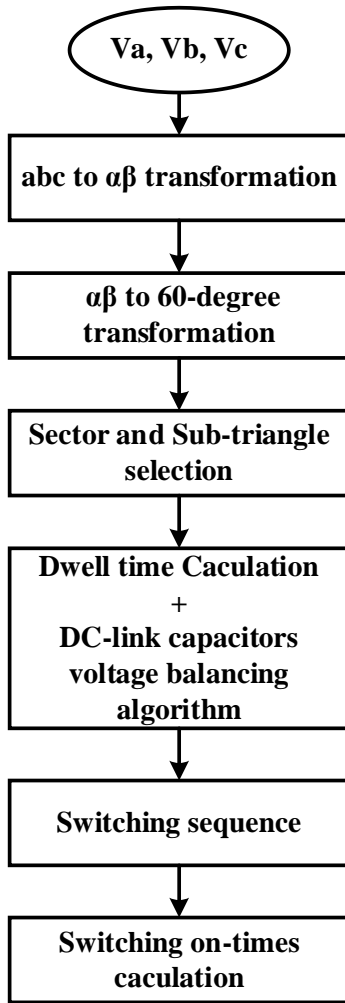 Va, Vb, Vc
abc to αβ transformation
αβ to 60-degree
transformation
Sector and Sub-triangle
selection
Dwell time Caculation
+
DC-link capacitors
voltage balancing
algorithm
Switching sequence
Switching on-times
caculation